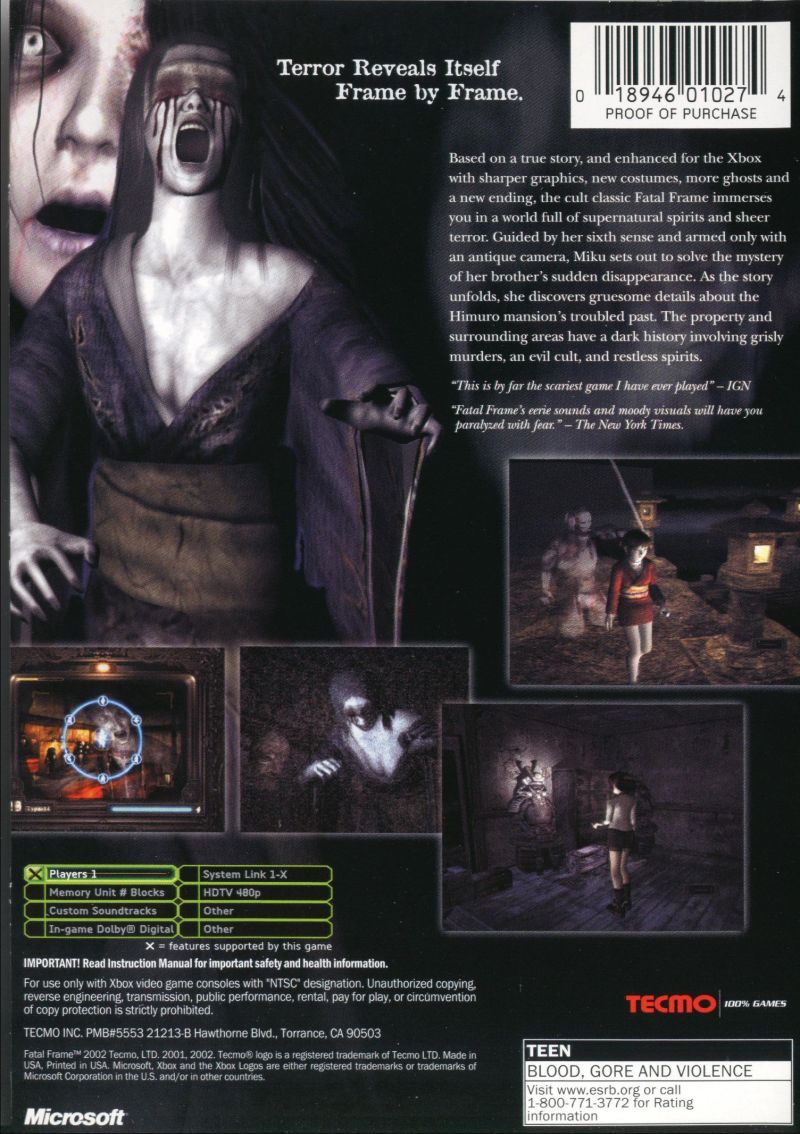 Terror Reveals Itself
Frame by Frame.
0 18946 01027 4
PROOF OF PURCHASE
Based on a true story, and enhanced for the Xbox
with sharper graphics, new costumes, more ghosts and
a new ending, the cult classic Fatal Frame immerses
you in a world full of supernatural spirits and sheer
terror. Guided by her sixth sense and armed only with
an antique camera, Miku sets out to solve the mystery
of her brother's sudden disappearance. As the story
unfolds, she discovers gruesome details about the
Himuro mansion's troubled past. The property and
surrounding areas have a dark history involving grisly
murders, an evil cult, and restless spirits.
“This is by far the scariest game I have ever played” – IGN
“Fatal Frame's eerie sounds and moody visuals will have you
paralyzed with fear.” – The New York Times.
X Players 1
System Link 1-X
Memory Unit # Blocks
HDTV 480p
Custom Soundtracks
Other
In-game Dolby® Digital
Other
X = features supported by this game
IMPORTANT! Read Instruction Manual for important safety and health information.
For use only with Xbox video game consoles with "NTSC" designation. Unauthorized copying,
reverse engineering, transmission, public performance, rental, pay for play, or circumvention
of copy protection is strictly prohibited.
TECMO INC. PMB#5553 21213-B Hawthorne Blvd., Torrance, CA 90503
Fatal Frame™ 2002 Tecmo, LTD. 2001, 2002. Tecmo® logo is a registered trademark of Tecmo LTD. Made in
USA, Printed in USA. Microsoft, Xbox and the Xbox Logos are either registered trademarks or trademarks of
Microsoft Corporation in the U.S. and/or in other countries.
Microsoft
TECMO 100% GAMES
TEEN
BLOOD, GORE AND VIOLENCE
Visit www.esrb.org or call
1-800-771-3772 for Rating
information